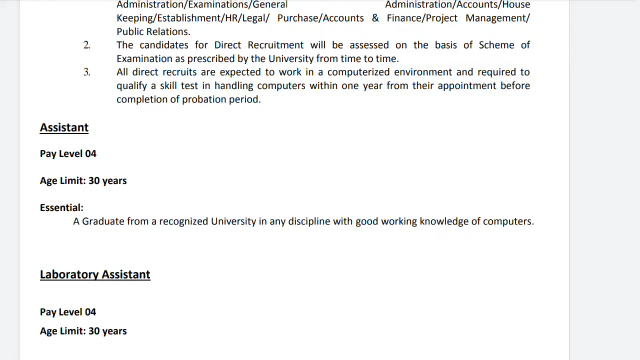 Administration/Examinations/General Administration/Accounts/House
Keeping/Establishment/HR/Legal/ Purchase/Accounts & Finance/Project Management/
Public Relations.
2. The candidates for Direct Recruitment will be assessed on the basis of Scheme of
Examination as prescribed by the University from time to time.
3. All direct recruits are expected to work in a computerized environment and required to
qualify a skill test in handling computers within one year from their appointment before
completion of probation period.
Assistant
Pay Level 04
Age Limit: 30 years
Essential:
A Graduate from a recognized University in any discipline with good working knowledge of computers.
Laboratory Assistant
Pay Level 04
Age Limit: 30 years